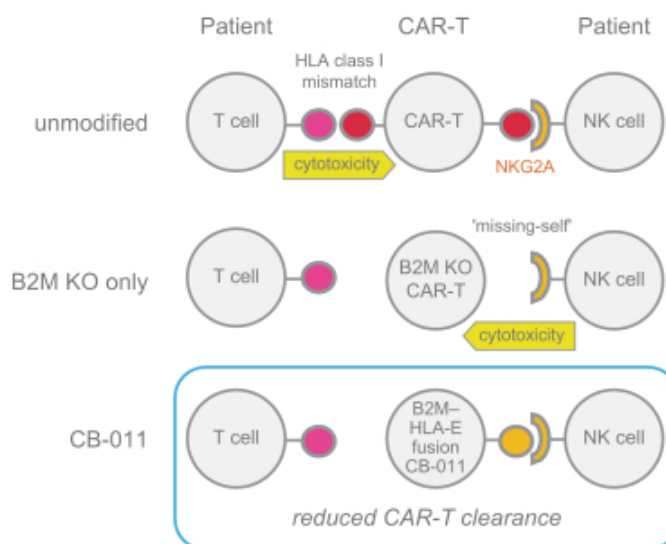 Patient CAR-T Patient
HLA class I
mismatch
unmodified T cell CAR-T NK cell
cytotoxicity NKG2A
'missing-self'
B2M KO only T cell B2M KO
CAR-T NK cell
cytotoxicity
CB-011 T cell B2M–
HLA-E
fusion
CB-011 NK cell
reduced CAR-T clearance